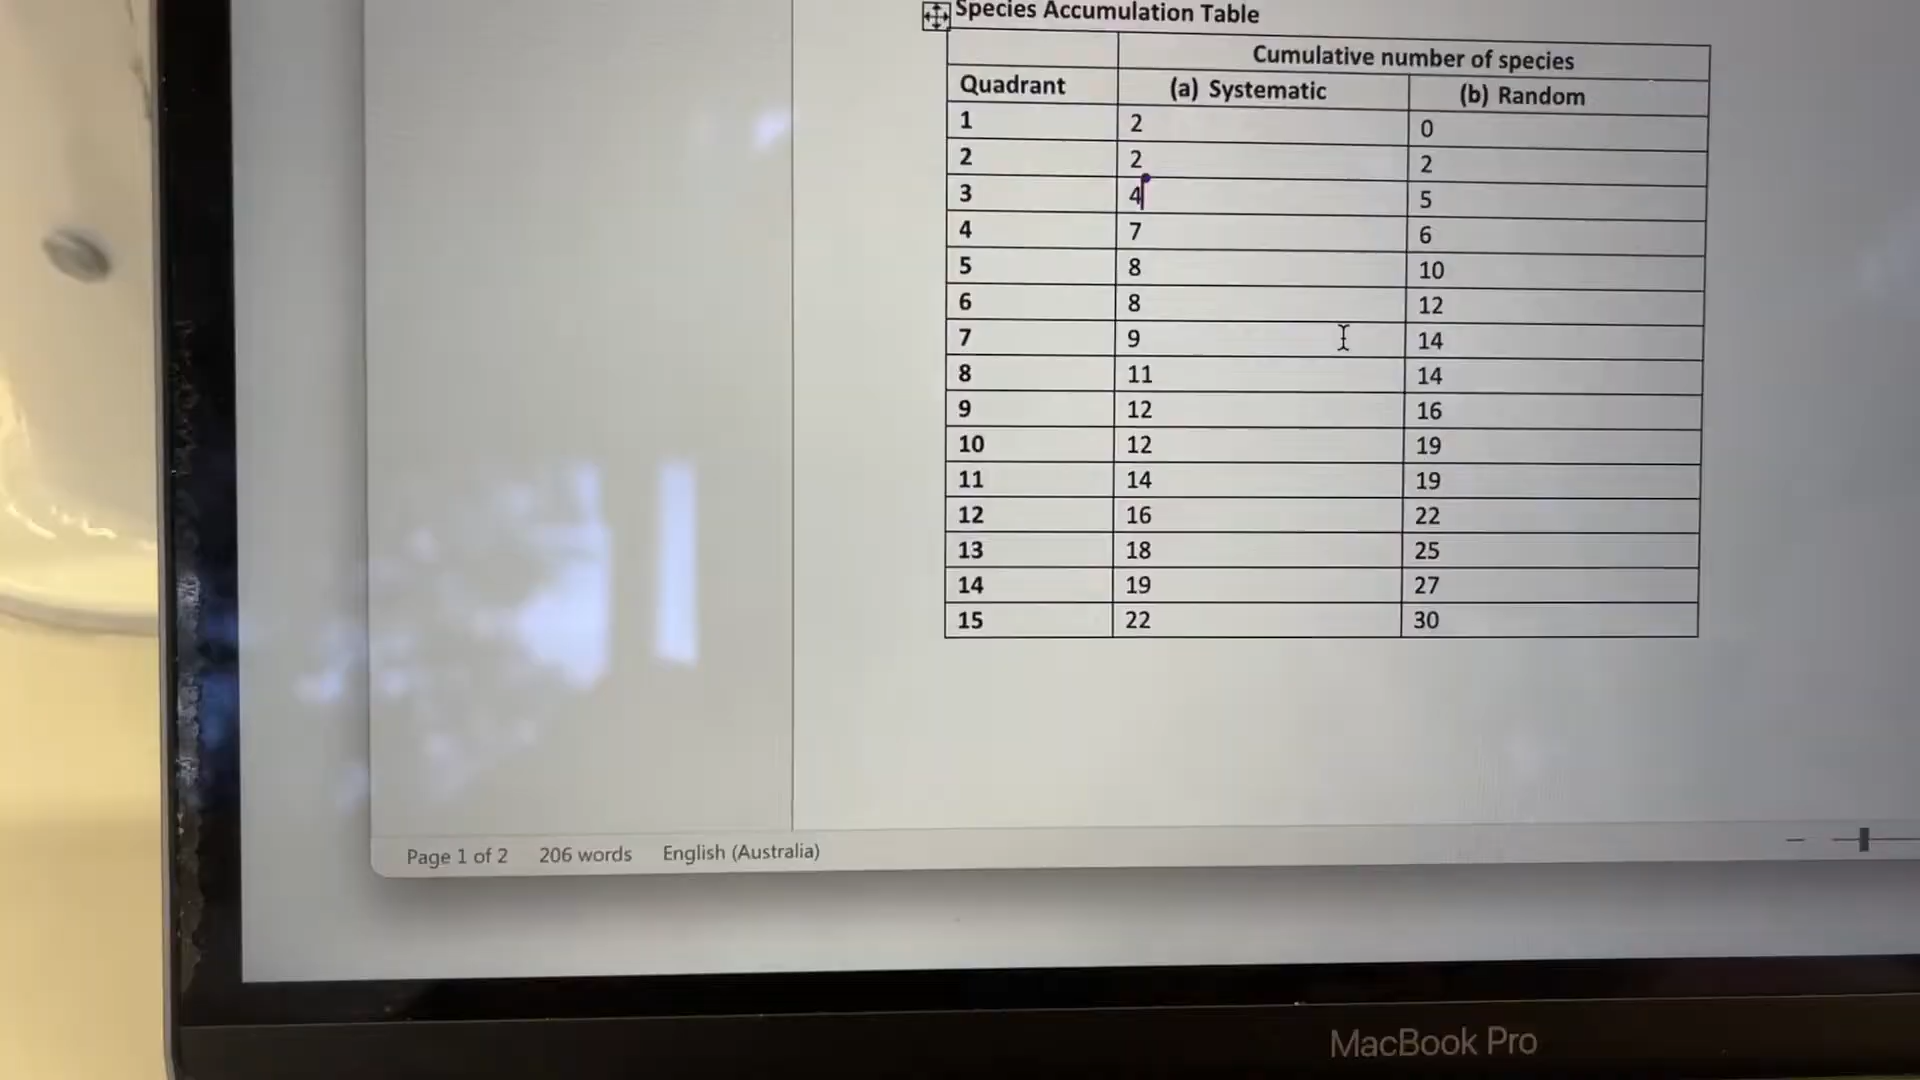 Species Accumulation Table
Cumulative number of species
Quadrant (a) Systematic (b) Random
1 2 0
2 2 2
3 4 5
4 7 6
5 8 10
6 8 12
7 9 14
8 11 14
9 12 16
10 12 19
11 14 19
12 16 22
13 18 25
14 19 27
15 22 30
Page 1 of 2 206 words English (Australia)
MacBook Pro